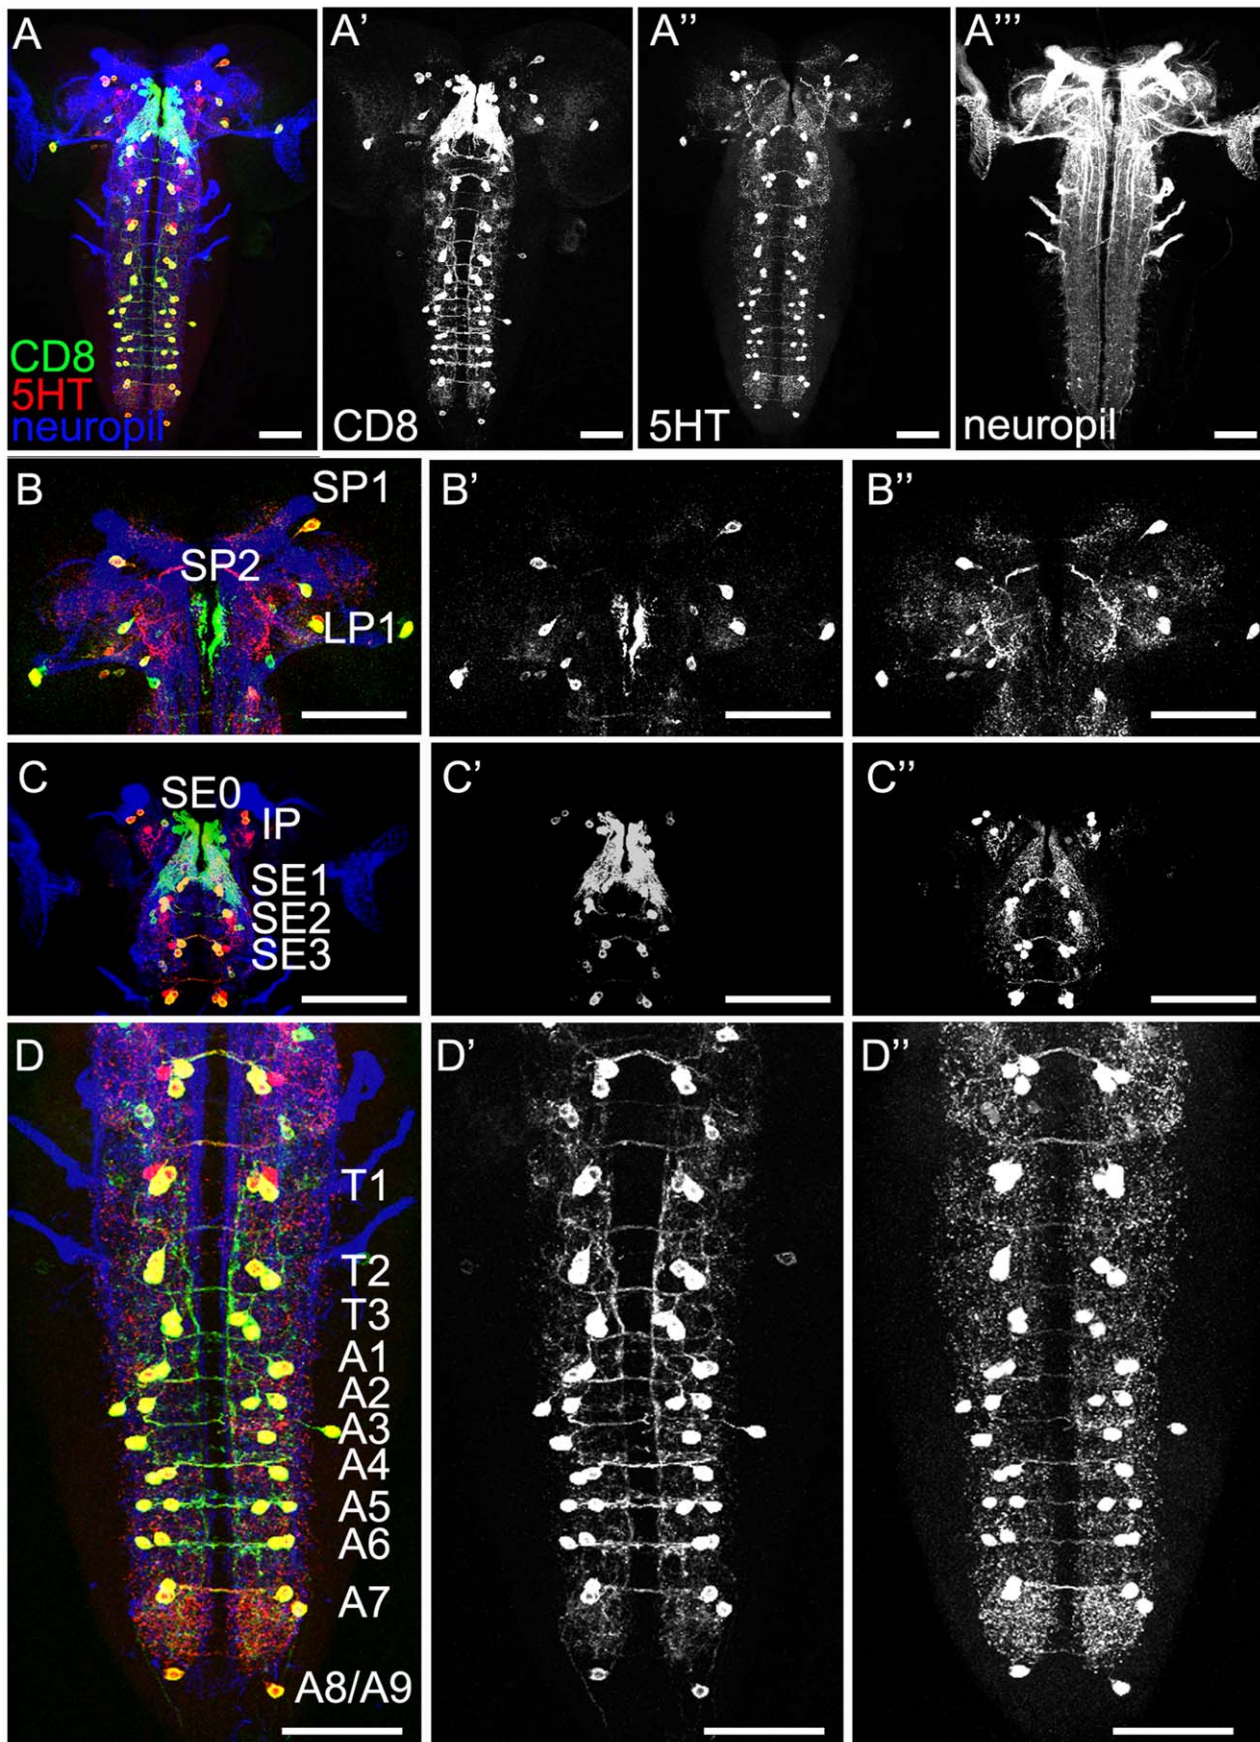 A
A'
A''
A'''
CD8
5HT
neuropil
CD8
5HT
neuropil
B
SP1
SP2
LP1
B'
B''
C
SE0
IP
SE1
SE2
SE3
C'
C''
D
T1
T2
T3
A1
A2
A3
A4
A5
A6
A7
A8/A9
D'
D''